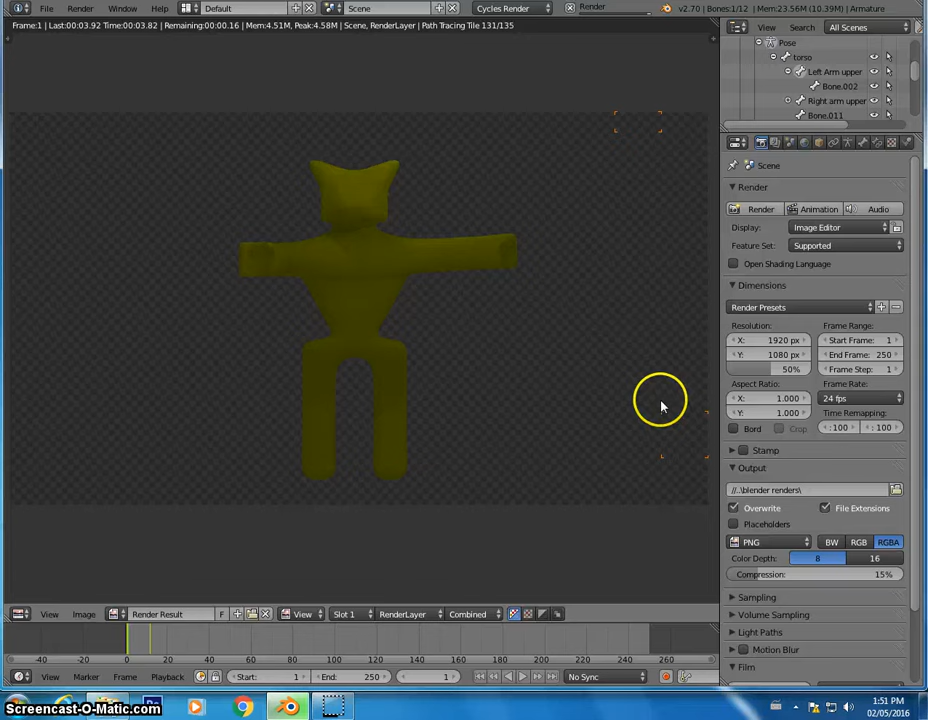 File Render Window Help Default Scene Cycles Render Render v2.70 | Bones:1/12 | Mem:23.56M (10.39M) | Armature
Frame:1 | Last:00:03.92 Time:00:03.82 | Remaining:00:00.16 | Mem:4.51M, Peak:4.58M | Scene, RenderLayer | Path Tracing Tile 131/135
View Search All Scenes
Pose
torso
Left Arm upper
Bone.002
Right arm upper
Bone.011
Scene
Render
Render Animation Audio
Display: Image Editor
Feature Set: Supported
Open Shading Language
Dimensions
Render Presets
Resolution: Frame Range:
X: 1920 px Start Frame: 1
Y: 1080 px End Frame: 250
50% Frame Step: 1
Aspect Ratio: Frame Rate:
X: 1.000 24 fps
Y: 1.000 Time Remapping:
Bord Crop :100 :100
Stamp
Output
//..\blender renders\
Overwrite File Extensions
Placeholders
PNG BW RGB RGBA
Color Depth: 8 16
Compression: 15%
Sampling
Volume Sampling
Light Paths
Motion Blur
Film
View Image Render Result F View Slot 1 RenderLayer Combined
-40 -20 0 20 40 60 80 100 120 140 160 180 200 220 240 260
View Marker Frame Playback Start: 1 End: 250 1 No Sync
Screencast-O-Matic.com
1:51 PM
02/05/2016